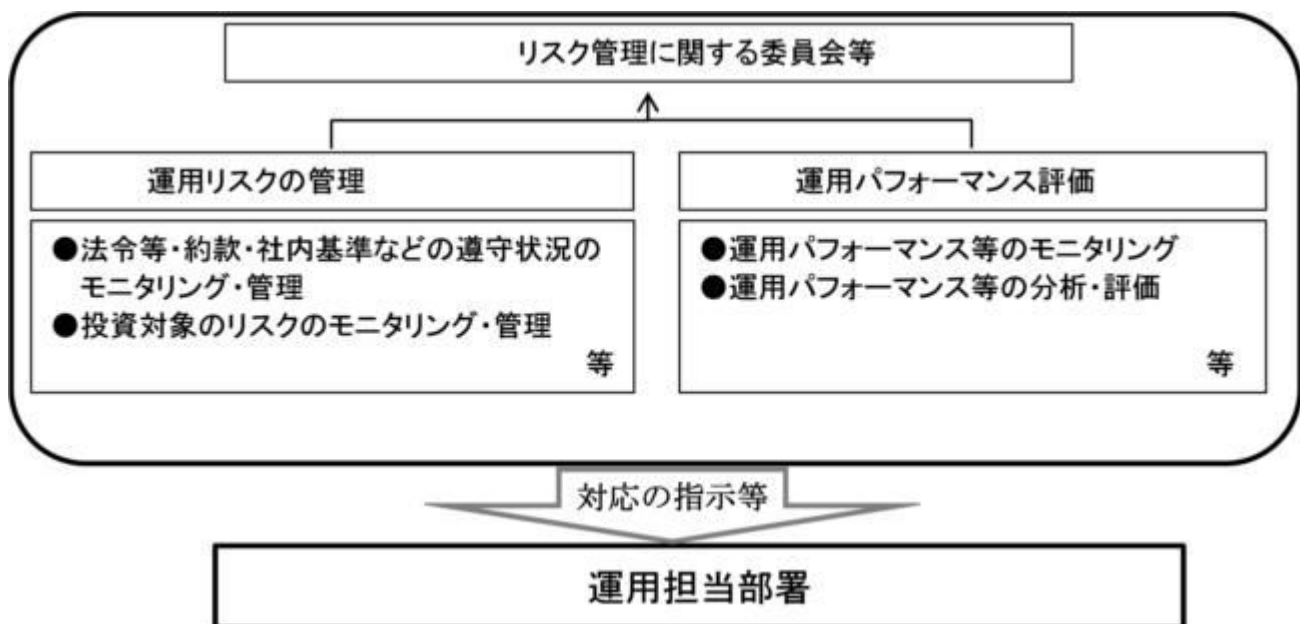 リスク管理に関する委員会等
運用リスクの管理
●法令等・約款・社内基準などの遵守状況の
モニタリング・管理
●投資対象のリスクのモニタリング・管理
等
運用パフォーマンス評価
●運用パフォーマンス等のモニタリング
●運用パフォーマンス等の分析・評価
等
対応の指示等
運用担当部署